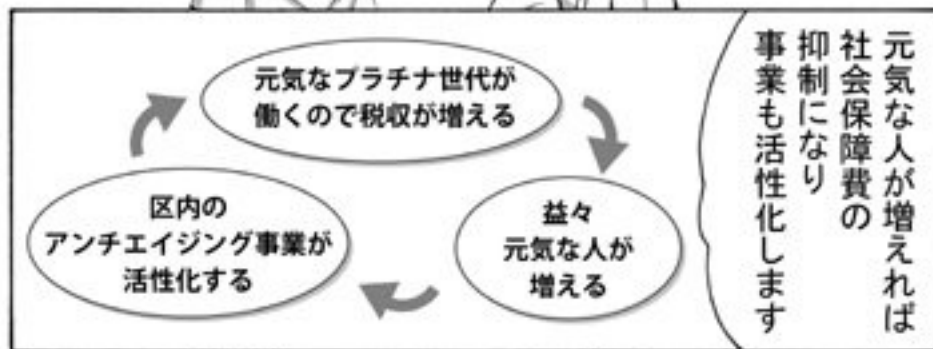 元気な人が増えれば
社会保障費の
抑制になり
事業も活性化します
元気なプラチナ世代が
働くので税収が増える
益々
元気な人が
増える
区内の
アンチエイジング事業が
活性化する